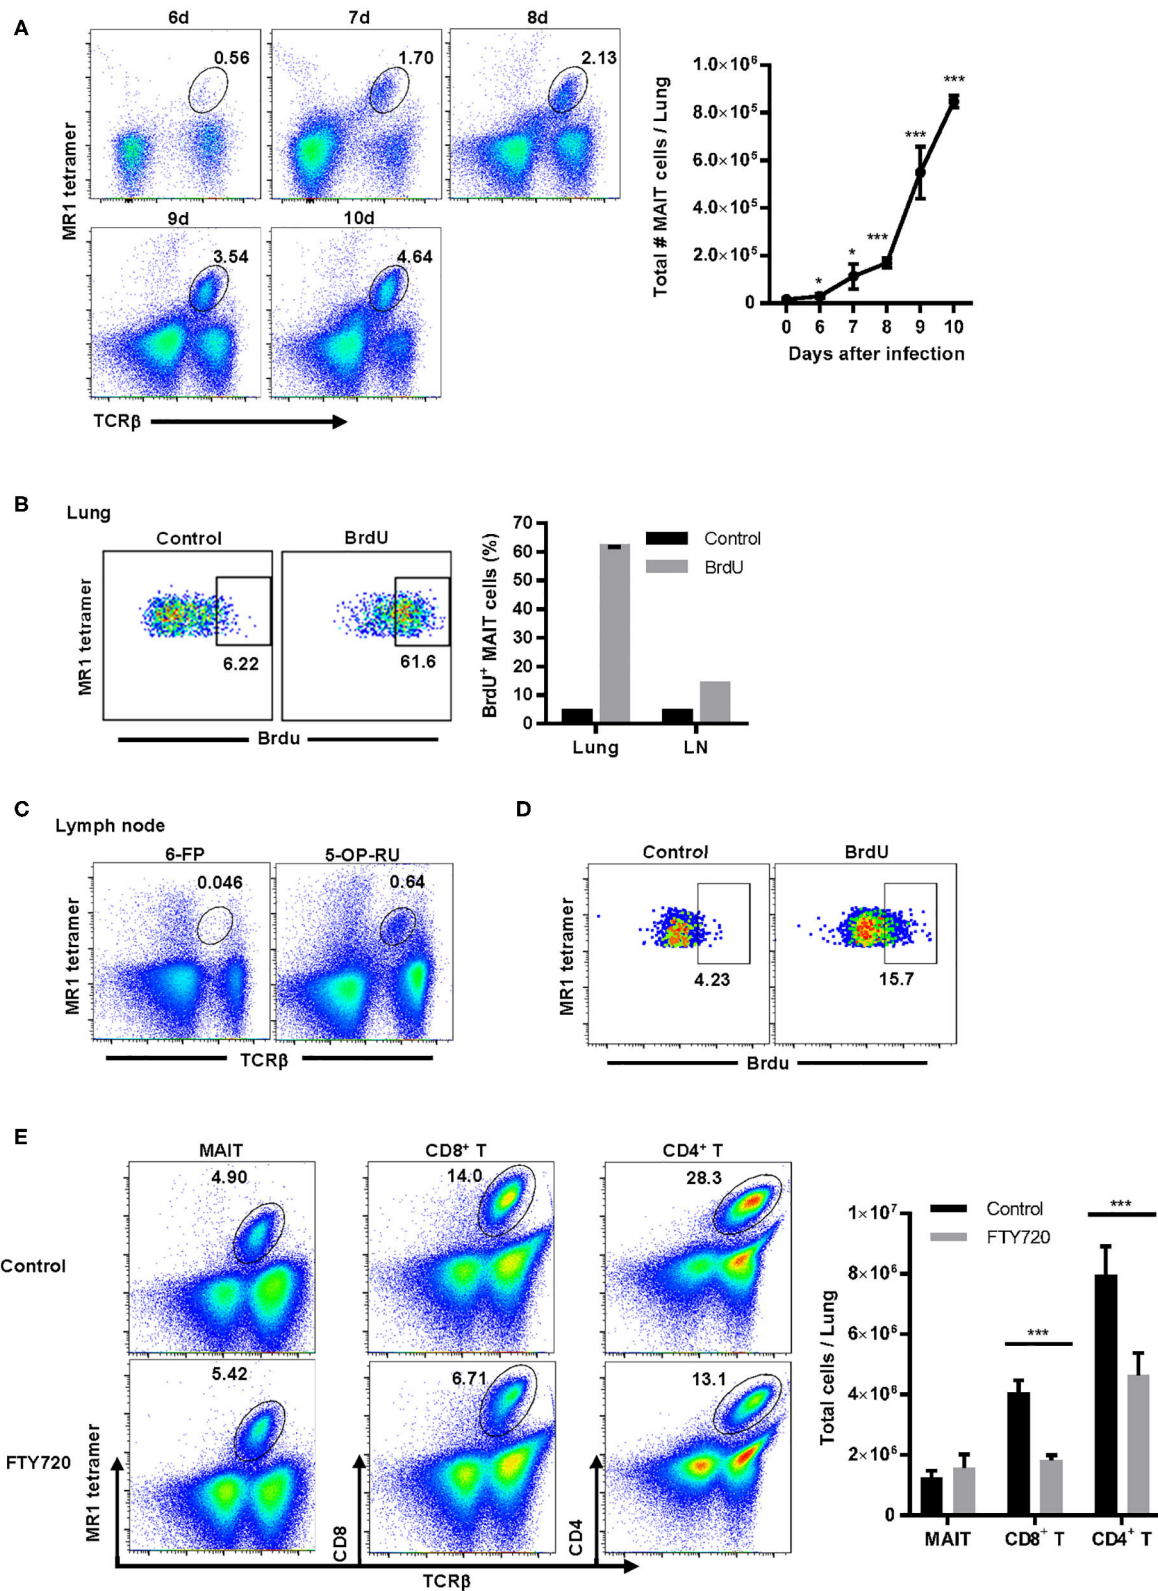 A
6d
7d
8d
0.56
1.70
2.13
9d
10d
3.54
4.64
MR1 tetramer
TCRβ
Total # MAIT cells / Lung
1.0×10⁶
8.0×10⁵
6.0×10⁵
4.0×10⁵
2.0×10⁵
0
*
*
***
***
***
0 6 7 8 9 10
Days after infection
B
Lung
Control
BrdU
MR1 tetramer
6.22
61.6
Brdu
BrdU⁺ MAIT cells (%)
70
60
50
40
30
20
10
0
Control
BrdU
Lung LN
C
Lymph node
6-FP
5-OP-RU
0.046
0.64
MR1 tetramer
TCRβ
D
Control
BrdU
MR1 tetramer
4.23
15.7
Brdu
E
MAIT
CD8⁺ T
CD4⁺ T
4.90
14.0
28.3
Control
5.42
6.71
13.1
FTY720
MR1 tetramer
CD8
CD4
TCRβ
Total cells / Lung
1×10⁷
8×10⁶
6×10⁶
4×10⁶
2×10⁶
0
Control
FTY720
***
***
MAIT CD8⁺ T CD4⁺ T